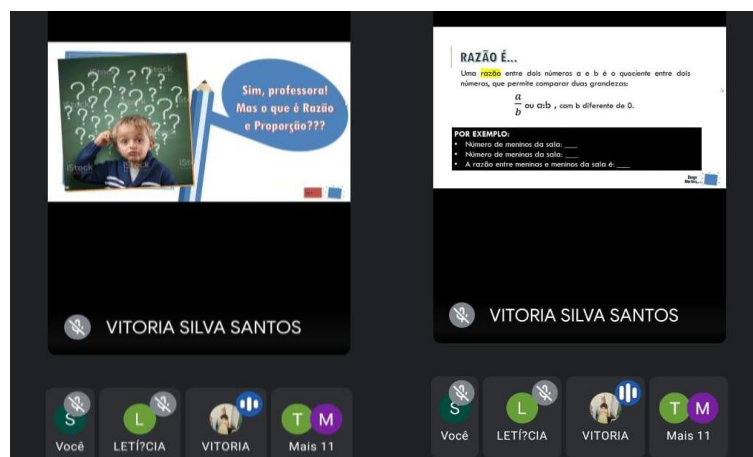 Sim, professora!
Mas o que é Razão
e Proporção???
VITORIA SILVA SANTOS
S
L
T M
Você
LETÍ?CIA
VITORIA
Mais 11
RAZÃO É...
Uma razão entre dois números a e b é o quociente entre dois
números, que permite comparar duas grandezas:
a
b
ou a:b , com b diferente de 0.
POR EXEMPLO:
• Número de meninos da sala: ___
• Número de meninas da sala: ___
• A razão entre meninas e meninos da sala é: ___
VITORIA SILVA SANTOS
S
L
T M
Você
LETÍ?CIA
VITORIA
Mais 11